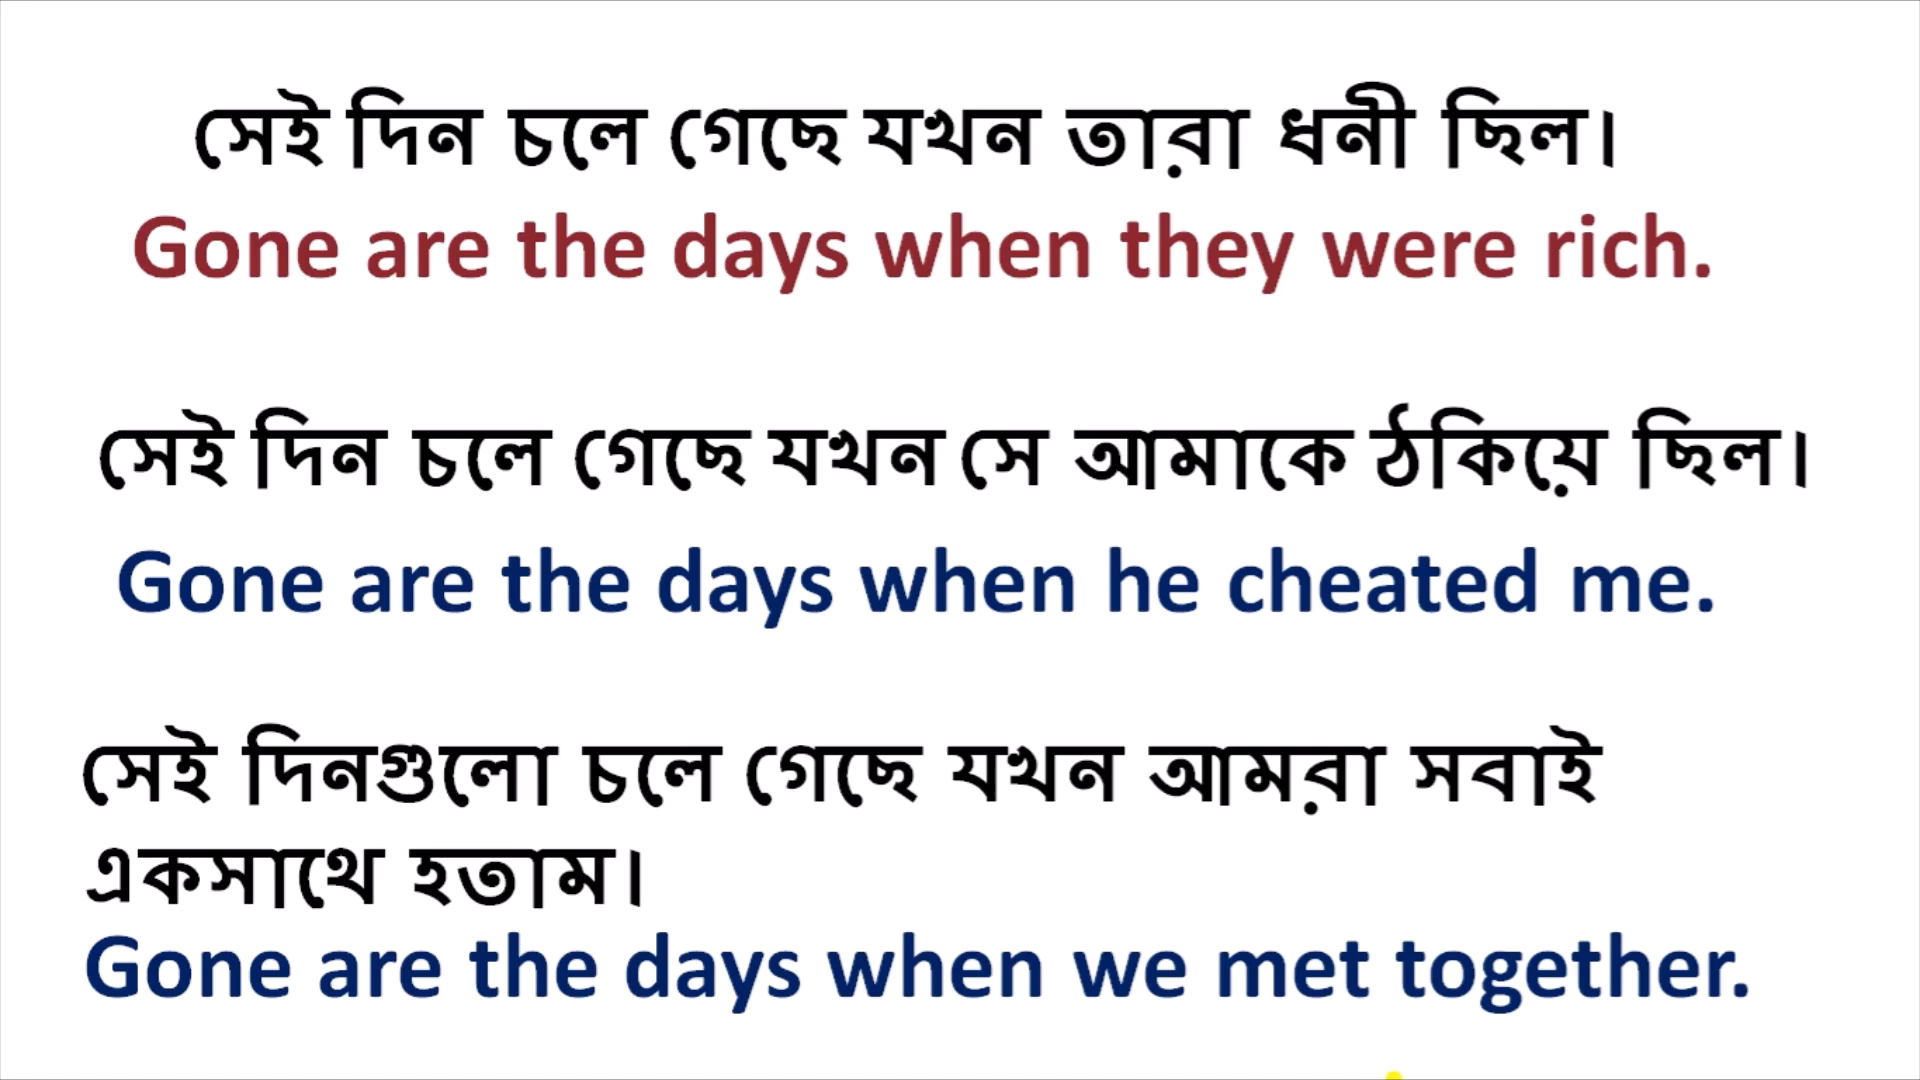 সেই দিন চলে গেছে যখন তারা ধনী ছিল।
Gone are the days when they were rich.
সেই দিন চলে গেছে যখন সে আমাকে ঠকিয়ে ছিল।
Gone are the days when he cheated me.
সেই দিনগুলো চলে গেছে যখন আমরা সবাই
একসাথে হতাম।
Gone are the days when we met together.